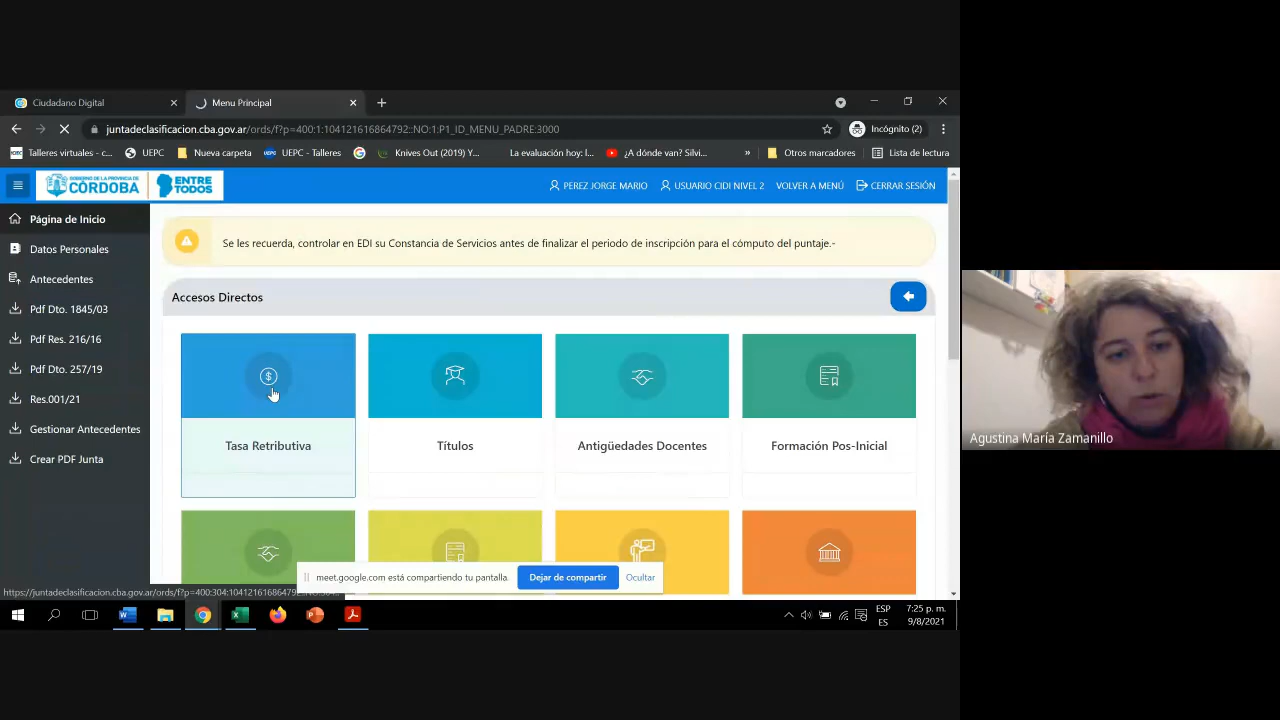 Ciudadano Digital
Menu Principal
juntadeclasificacion.cba.gov.ar/ords/f?p=400:1:104121616864792::NO:1:P1_ID_MENU_PADRE:3000
Incógnito (2)
Talleres virtuales - c...
UEPC
Nueva carpeta
UEPC - Talleres
Knives Out (2019) Y...
La evaluación hoy: l...
¿A dónde van? Silvi...
»
Otros marcadores
Lista de lectura
GOBIERNO DE LA PROVINCIA DE
CÓRDOBA
ENTRE
TODOS
PEREZ JORGE MARIO
USUARIO CIDI NIVEL 2
VOLVER A MENÚ
CERRAR SESIÓN
Página de Inicio
Datos Personales
Antecedentes
Pdf Dto. 1845/03
Pdf Res. 216/16
Pdf Dto. 257/19
Res.001/21
Gestionar Antecedentes
Crear PDF Junta
Se les recuerda, controlar en EDI su Constancia de Servicios antes de finalizar el periodo de inscripción para el cómputo del puntaje.-
Accesos Directos
Tasa Retributiva
Títulos
Antigüedades Docentes
Formación Pos-Inicial
meet.google.com está compartiendo tu pantalla.
Dejar de compartir
Ocultar
Agustina María Zamanillo
ESP
ES
7:25 p. m.
9/8/2021